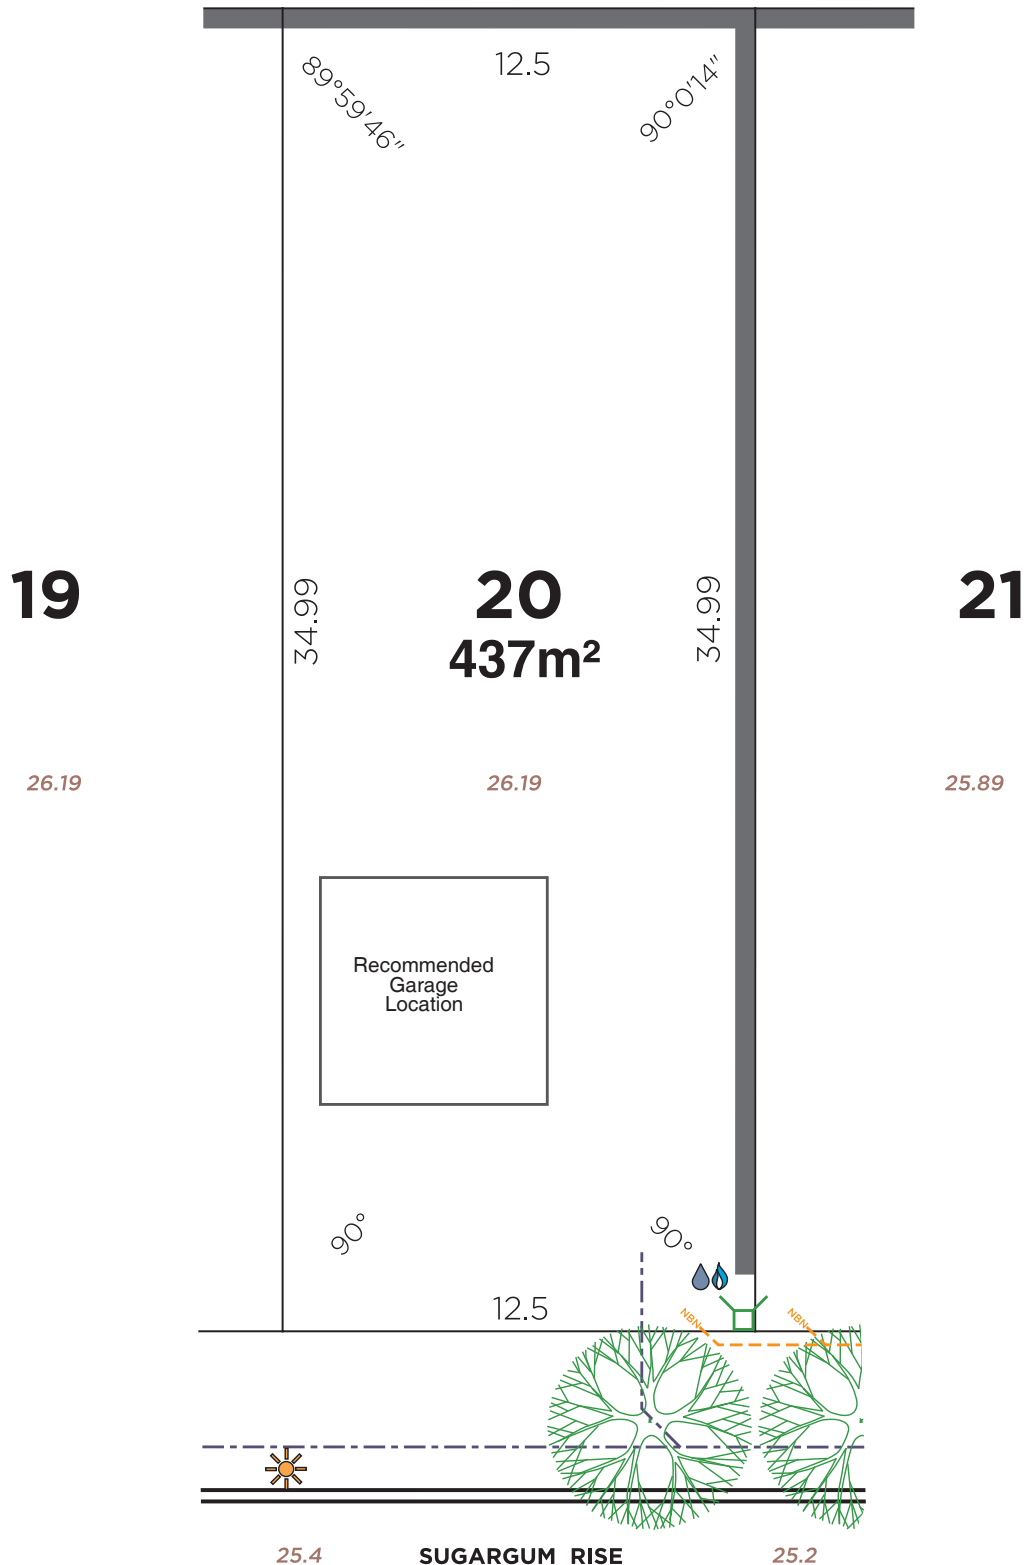 12.5
89°59'46"
90°0'14"
19
20
21
437m²
34.99
34.99
26.19
26.19
25.89
Recommended
Garage
Location
90°
90°
12.5
NBN
NBN
25.4
SUGARGUM RISE
25.2